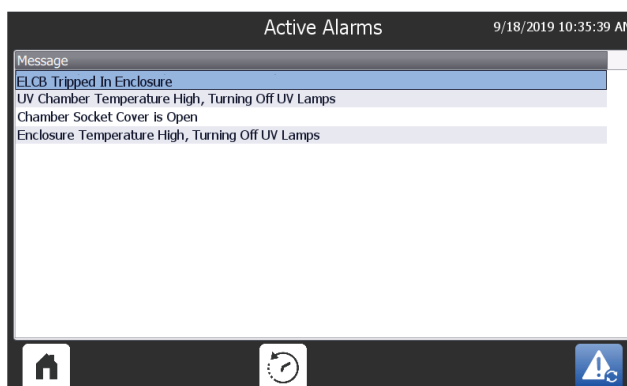 Active Alarms
9/18/2019 10:35:39 AM
Message
ELCB Tripped In Enclosure
UV Chamber Temperature High, Turning Off UV Lamps
Chamber Socket Cover is Open
Enclosure Temperature High, Turning Off UV Lamps